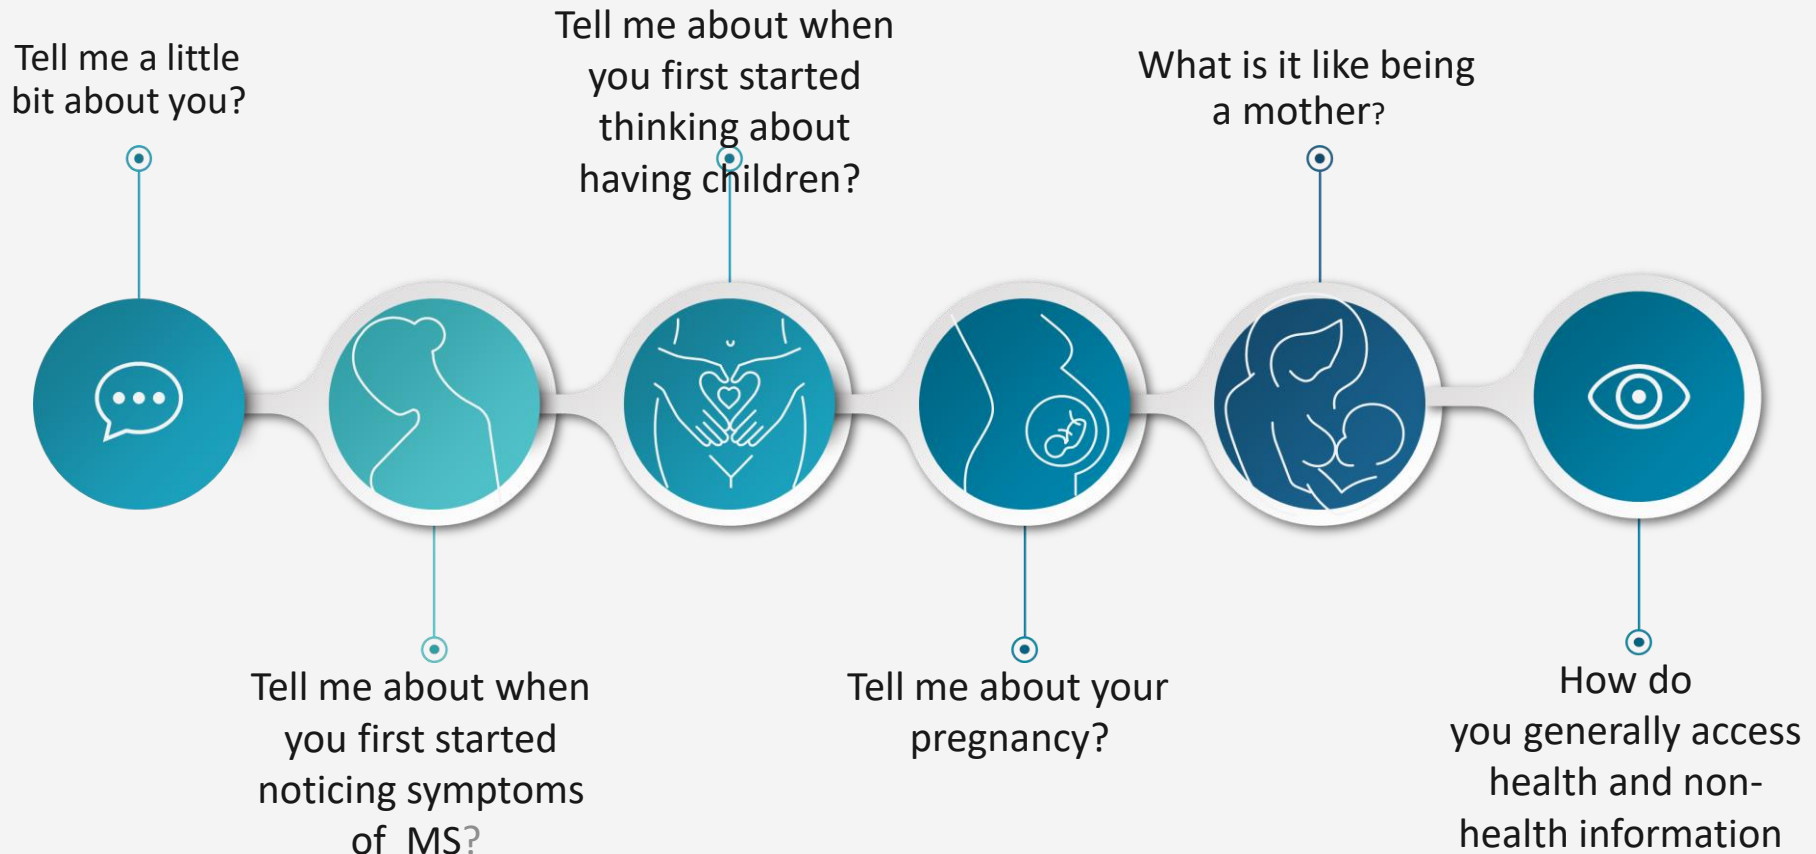 Tell me a little
bit about you?
Tell me about when
you first started
noticing symptoms
of  MS?
Tell me about when
you first started
thinking about
having children?
Tell me about your
pregnancy?
What is it like being
a mother?
How do
you generally access
health and non-
health information